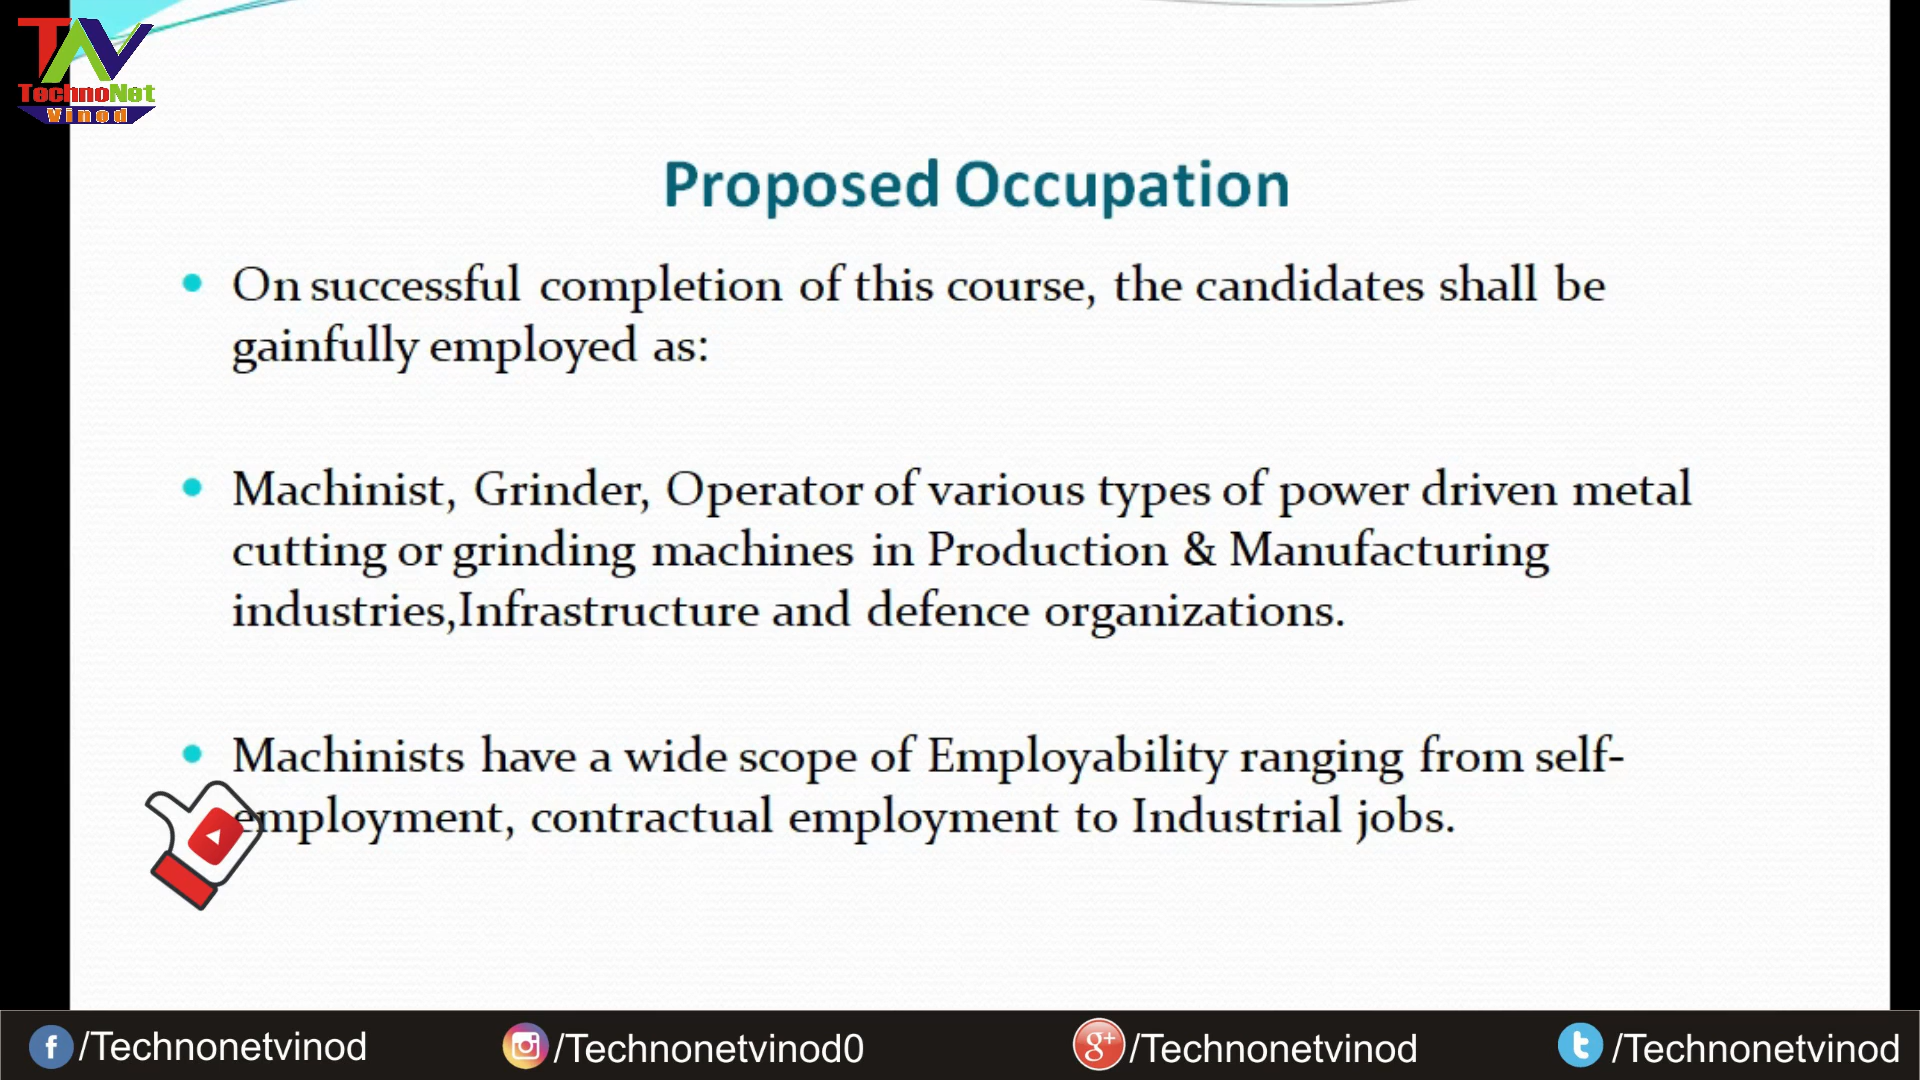 TechnoNet
Vinod
Proposed Occupation
On successful completion of this course, the candidates shall be
gainfully employed as:
Machinist, Grinder, Operator of various types of power driven metal
cutting or grinding machines in Production & Manufacturing
industries,Infrastructure and defence organizations.
Machinists have a wide scope of Employability ranging from self-
employment, contractual employment to Industrial jobs.
/Technonetvinod
/Technonetvinod0
/Technonetvinod
/Technonetvinod